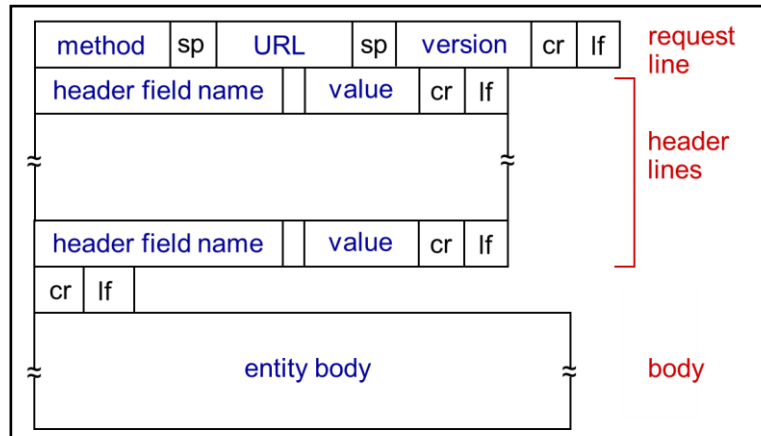 method sp URL sp version cr lf request
line
header field name value cr lf
header
lines
header field name value cr lf
cr lf
entity body body